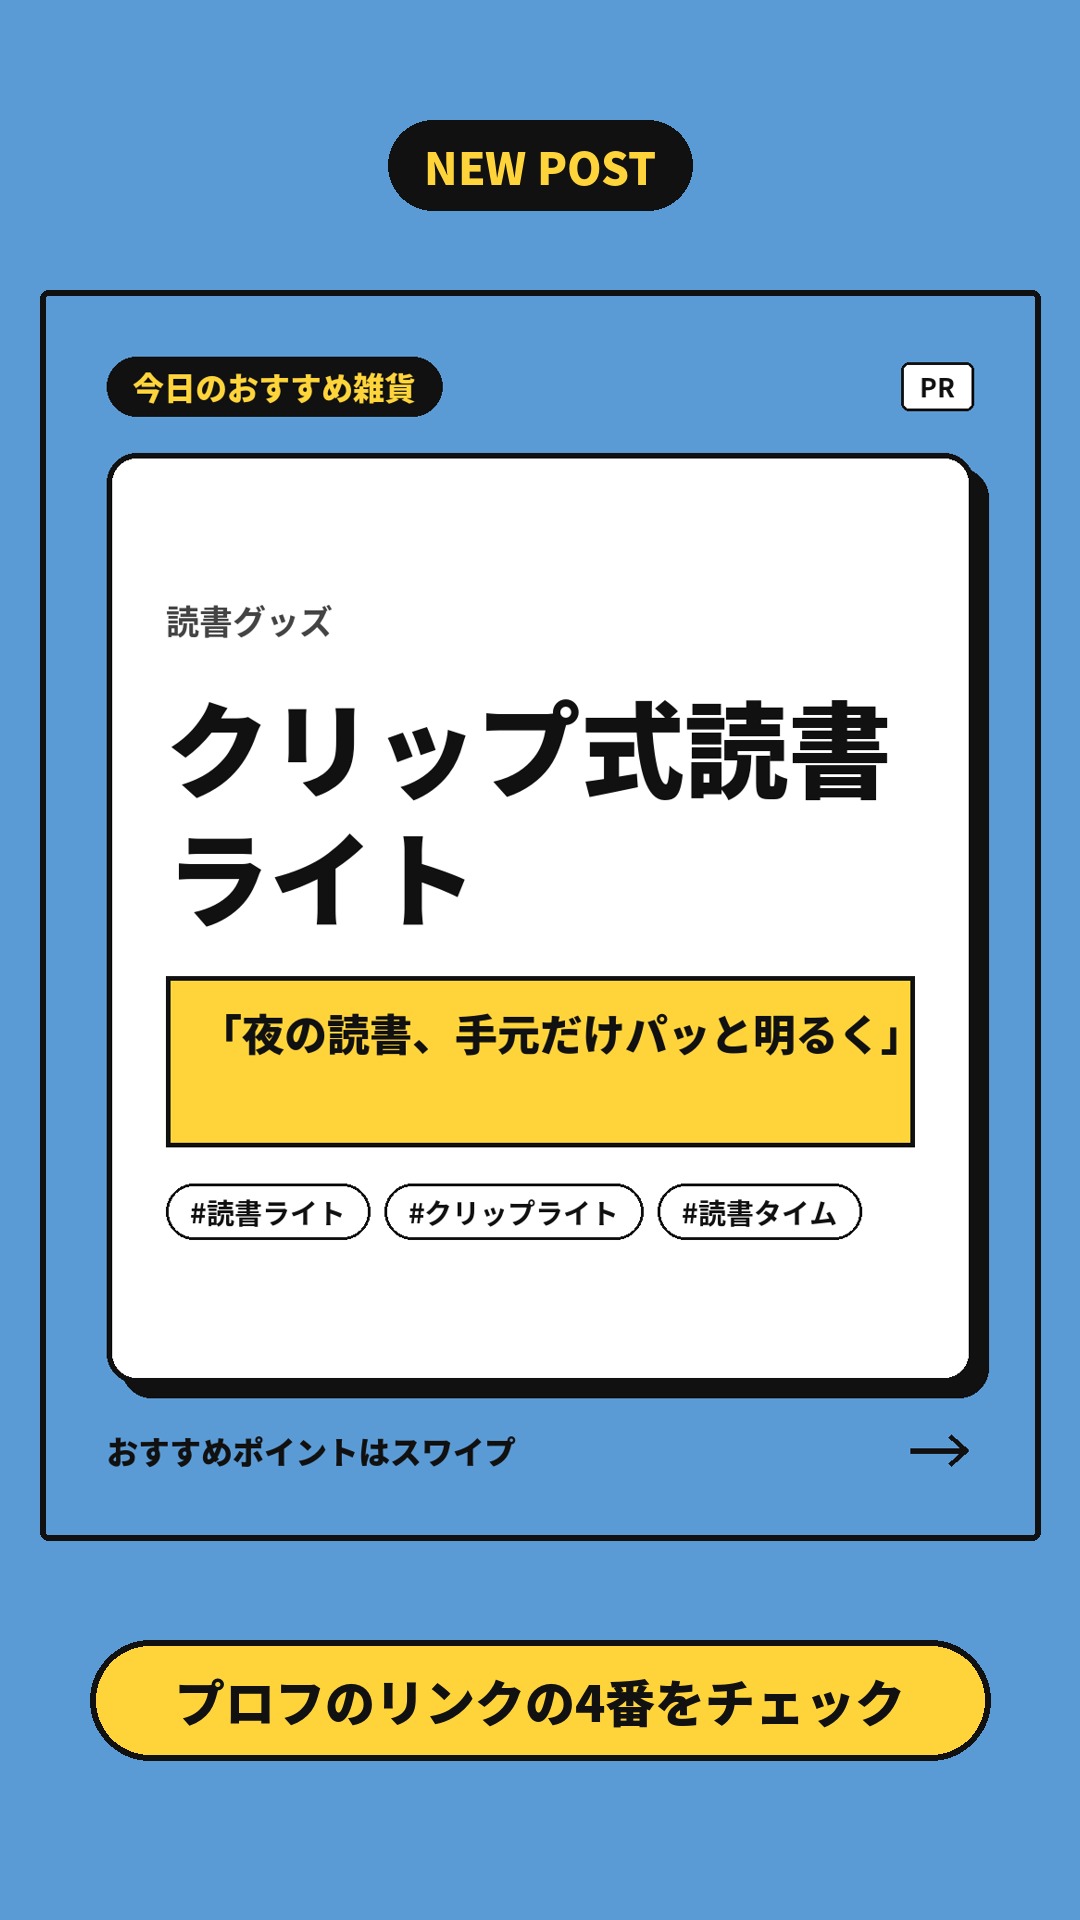 NEW POST
今日のおすすめ雑貨
PR
読書グッズ
クリップ式読書
ライト
「夜の読書、手元だけパッと明るく」
#読書ライト #クリップライト #読書タイム
おすすめポイントはスワイプ →
プロフのリンクの4番をチェック